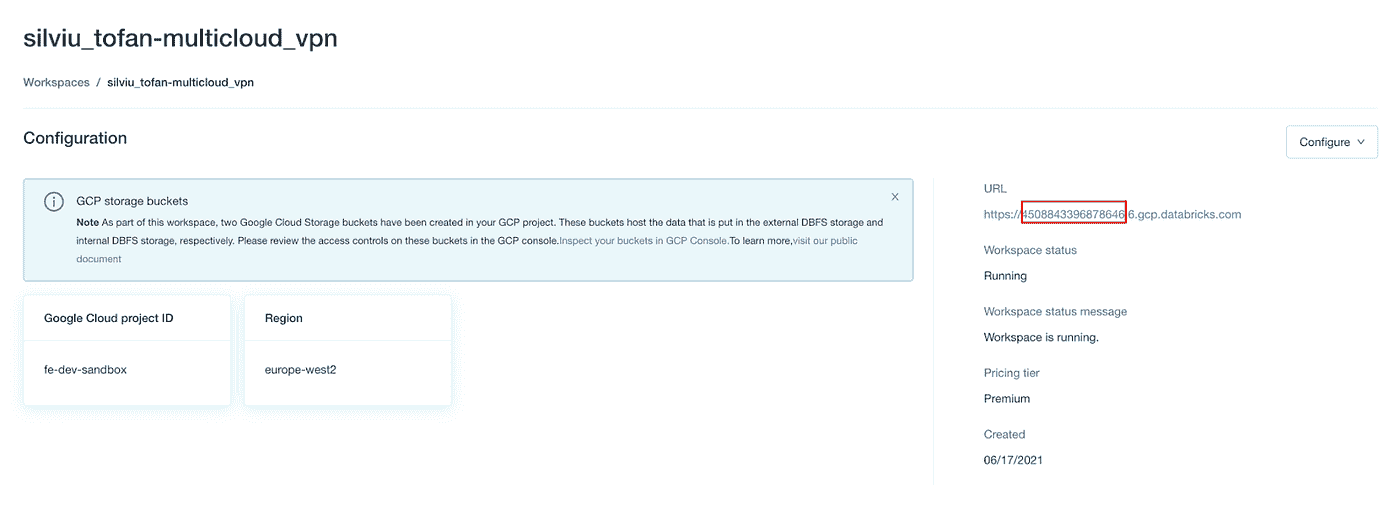 silviu_tofan-multicloud_vpn
Workspaces / silviu_tofan-multicloud_vpn
Configuration
Configure
GCP storage buckets
Note As part of this workspace, two Google Cloud Storage buckets have been created in your GCP project. These buckets host the data that is put in the external DBFS storage and
internal DBFS storage, respectively. Please review the access controls on these buckets in the GCP console.Inspect your buckets in GCP Console.To learn more,visit our public
document
Google Cloud project ID
fe-dev-sandbox
Region
europe-west2
URL
https://4508843396878646.6.gcp.databricks.com
Workspace status
Running
Workspace status message
Workspace is running.
Pricing tier
Premium
Created
06/17/2021